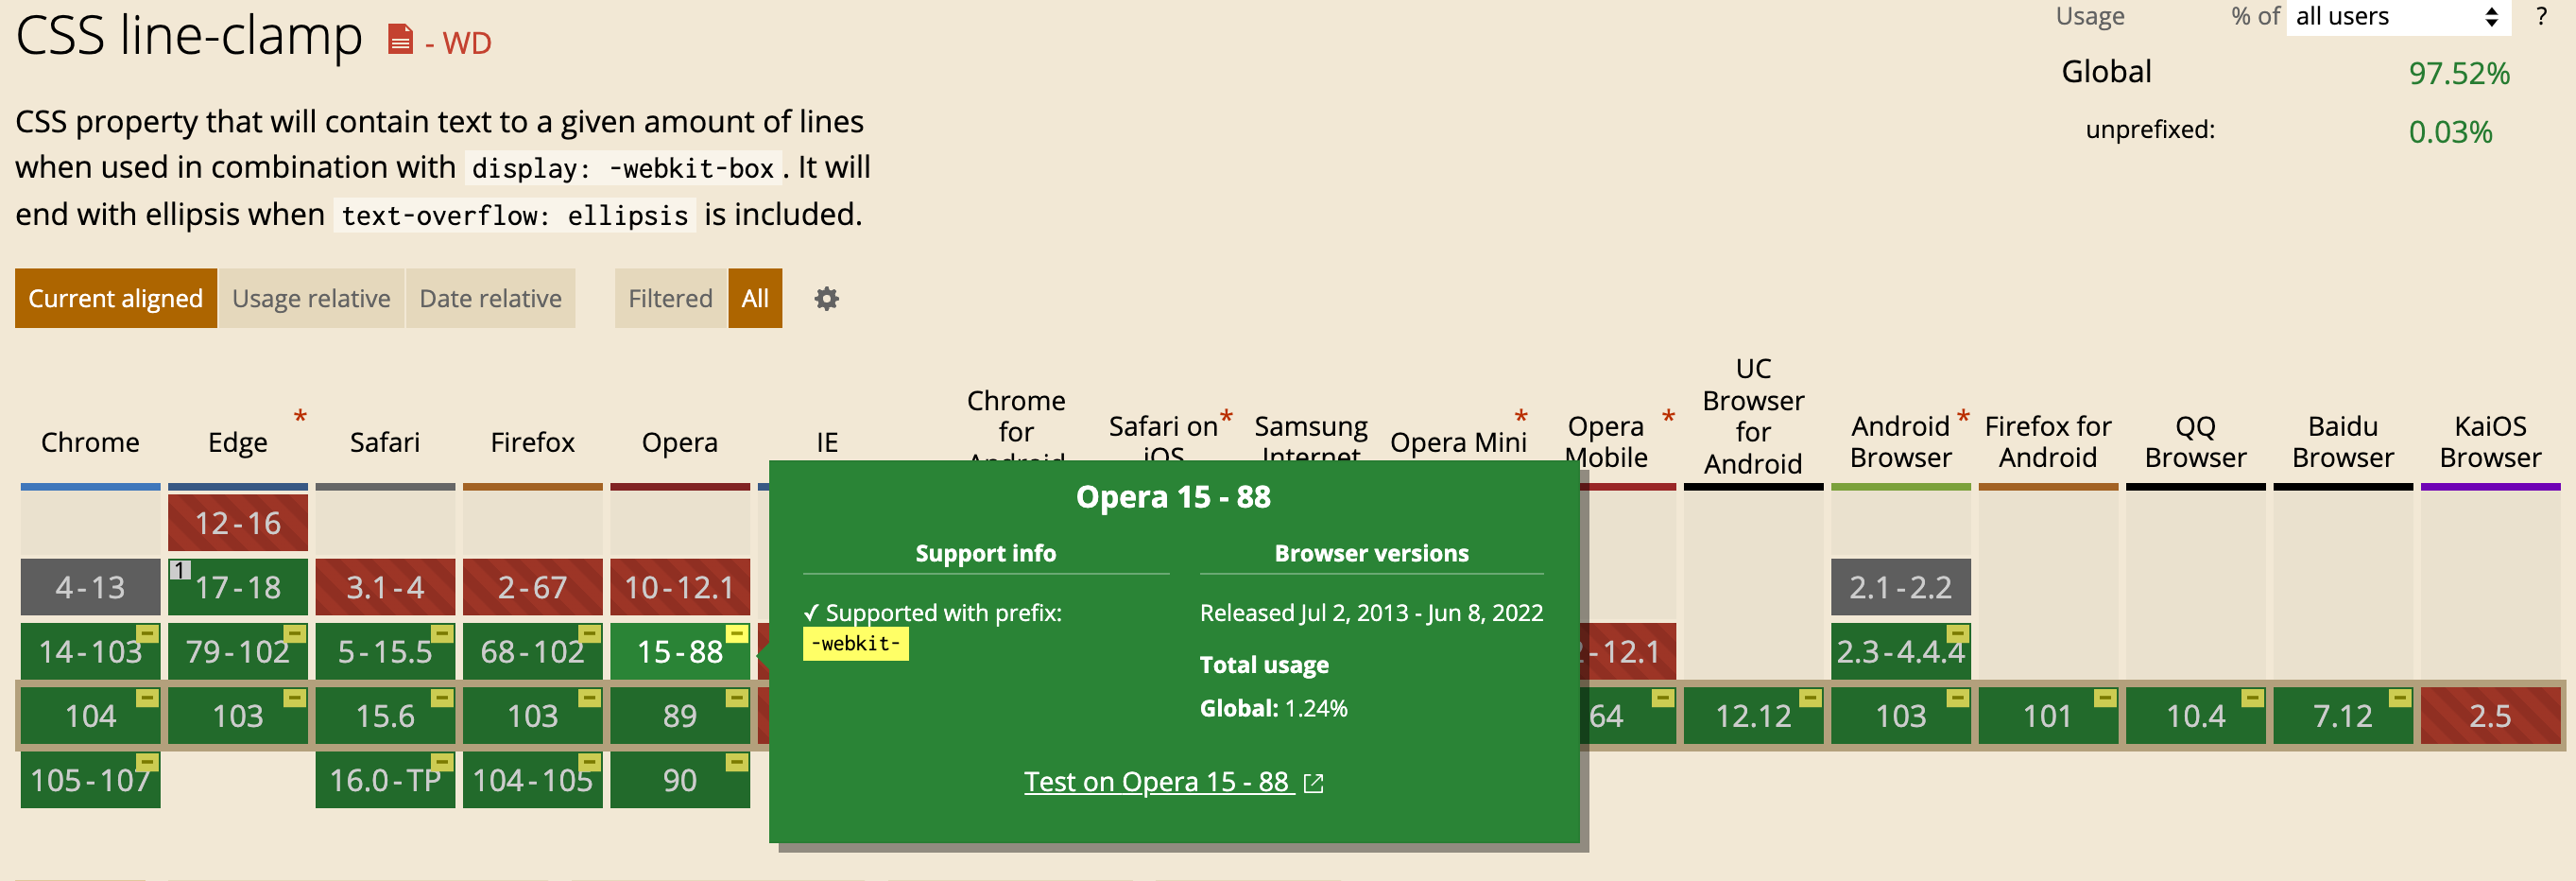 CSS line-clamp - WD
Usage % of all users ?
Global 97.52%
unprefixed: 0.03%
CSS property that will contain text to a given amount of lines
when used in combination with display: -webkit-box. It will
end with ellipsis when text-overflow: ellipsis is included.
Current aligned Usage relative Date relative Filtered All
Chrome
Edge *
Safari
Firefox
Opera
IE
Chrome
for
Android
Safari on *
iOS
Samsung
Internet
Opera Mini *
Opera *
Mobile
UC
Browser
for
Android
Android *
Browser
Firefox for
Android
QQ
Browser
Baidu
Browser
KaiOS
Browser
12-16
4-13 1 17-18 3.1-4 2-67 10-12.1 2.1-2.2
14-103 79-102 5-15.5 68-102 15-88 -12.1 2.3-4.4.4
104 103 15.6 103 89 64 12.12 103 101 10.4 7.12 2.5
105-107 16.0-TP 104-105 90
Opera 15 - 88
Support info
✓ Supported with prefix:
-webkit-
Browser versions
Released Jul 2, 2013 - Jun 8, 2022
Total usage
Global: 1.24%
Test on Opera 15 - 88